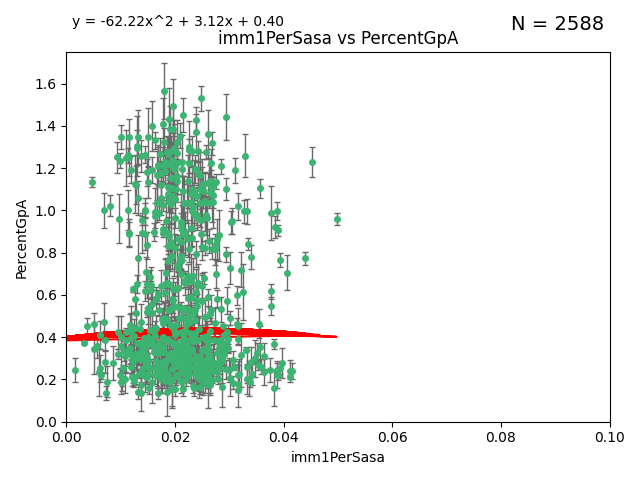 y = -62.22x^2 + 3.12x + 0.40
N = 2588
imm1PerSasa vs PercentGpA
PercentGpA
1.6
1.4
1.2
1.0
0.8
0.6
0.4
0.2
0.0
0.00 0.02 0.04 0.06 0.08 0.10
imm1PerSasa